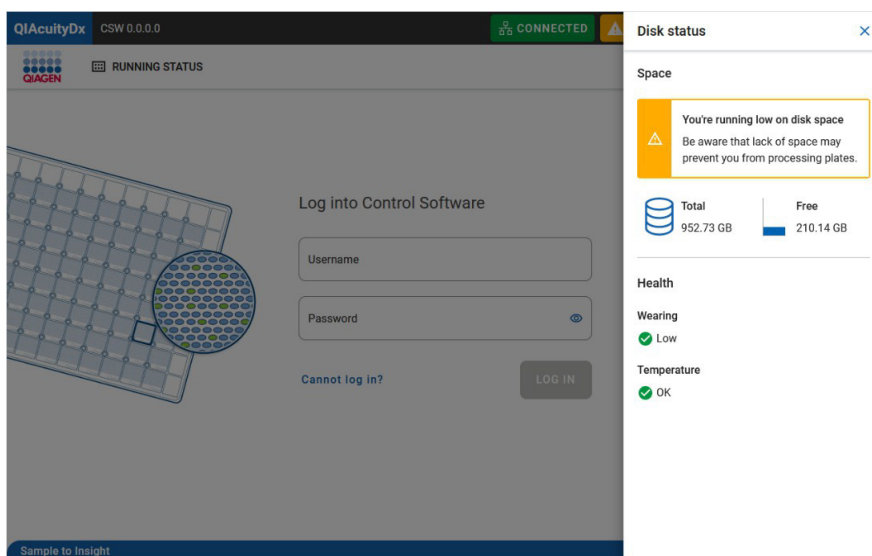 QIAcuityDx CSW 0.0.0.0 CONNECTED
QIAGEN
RUNNING STATUS
Log into Control Software
Username
Password
Cannot log in?
LOG IN
Sample to Insight
Disk status
Space
You're running low on disk space
Be aware that lack of space may
prevent you from processing plates.
Total
952.73 GB
Free
210.14 GB
Health
Wearing
Low
Temperature
OK